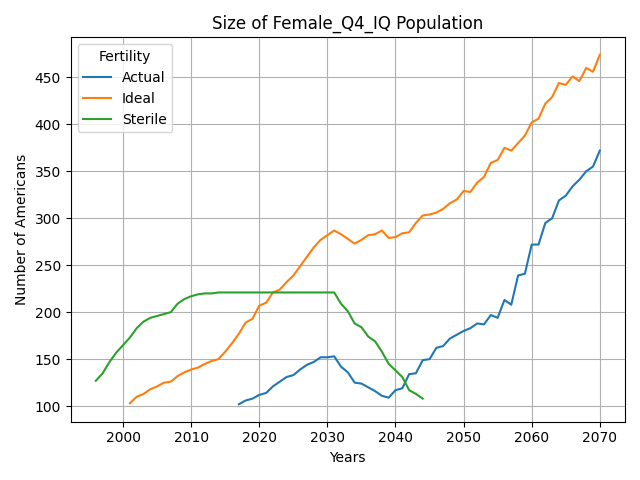 Size of Female_Q4_IQ Population
Fertility
Actual
Ideal
Sterile
Number of Americans
450
400
350
300
250
200
150
100
2000 2010 2020 2030 2040 2050 2060 2070
Years